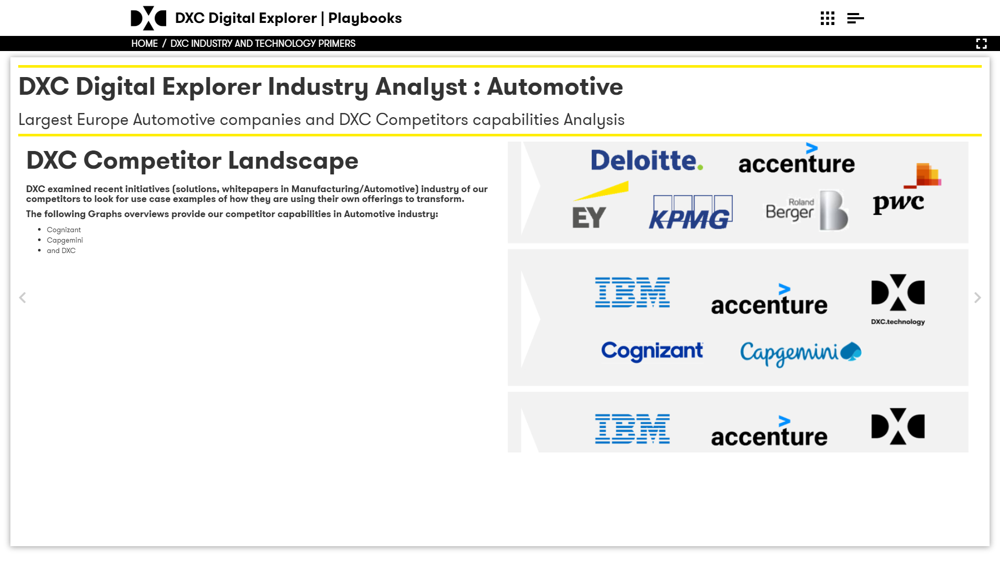 DXC Digital Explorer | Playbooks
HOME / DXC INDUSTRY AND TECHNOLOGY PRIMERS
DXC Digital Explorer Industry Analyst : Automotive
Largest Europe Automotive companies and DXC Competitors capabilities Analysis
DXC Competitor Landscape
DXC examined recent initiatives (solutions, whitepapers in Manufacturing/Automotive) industry of our
competitors to look for use case examples of how they are using their own offerings to transform.
The following Graphs overviews provide our competitor capabilities in Automotive industry:
Cognizant
Capgemini
and DXC
Deloitte.
accenture
EY
KPMG
Roland
Berger
B
pwc
IBM
accenture
DXC
DXC.technology
Cognizant
Capgemini
IBM
accenture
DXC